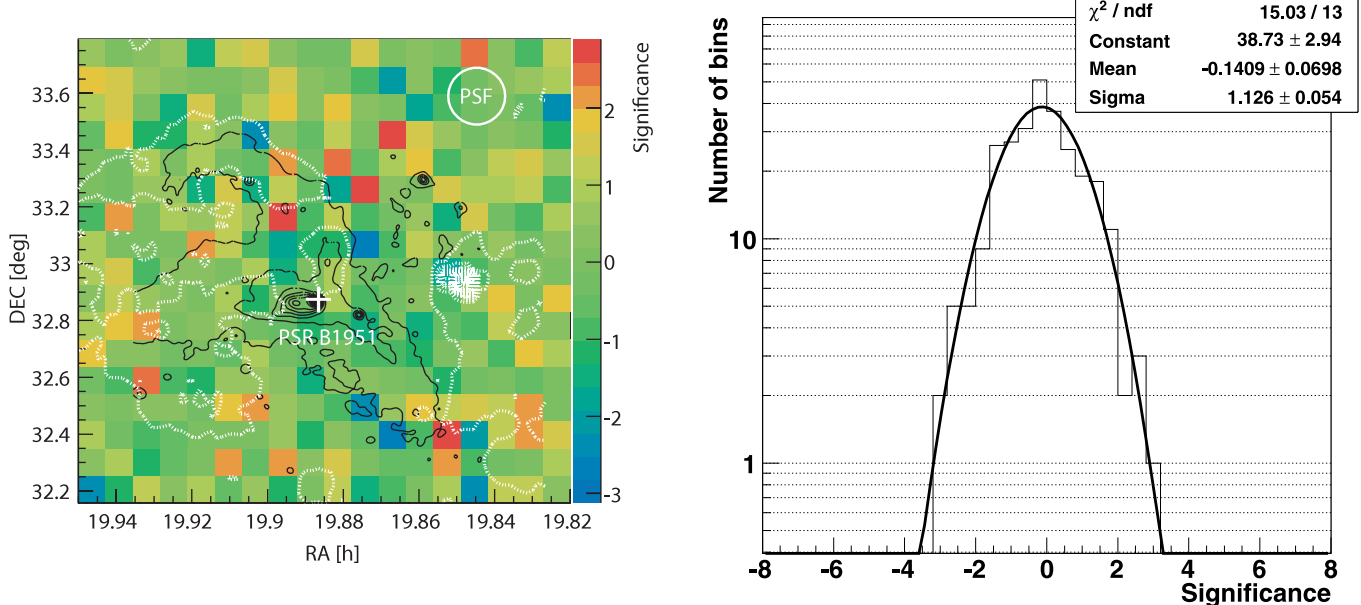 33.6
33.4
33.2
33
32.8
32.6
32.4
32.2
DEC [deg]
19.94 19.92 19.9 19.88 19.86 19.84 19.82
RA [h]
PSF
PSR B1951
2
1
0
-1
-2
-3
Significance
χ² / ndf 15.03 / 13
Constant 38.73 ± 2.94
Mean -0.1409 ± 0.0698
Sigma 1.126 ± 0.054
Number of bins
10
1
-8 -6 -4 -2 0 2 4 6 8
Significance